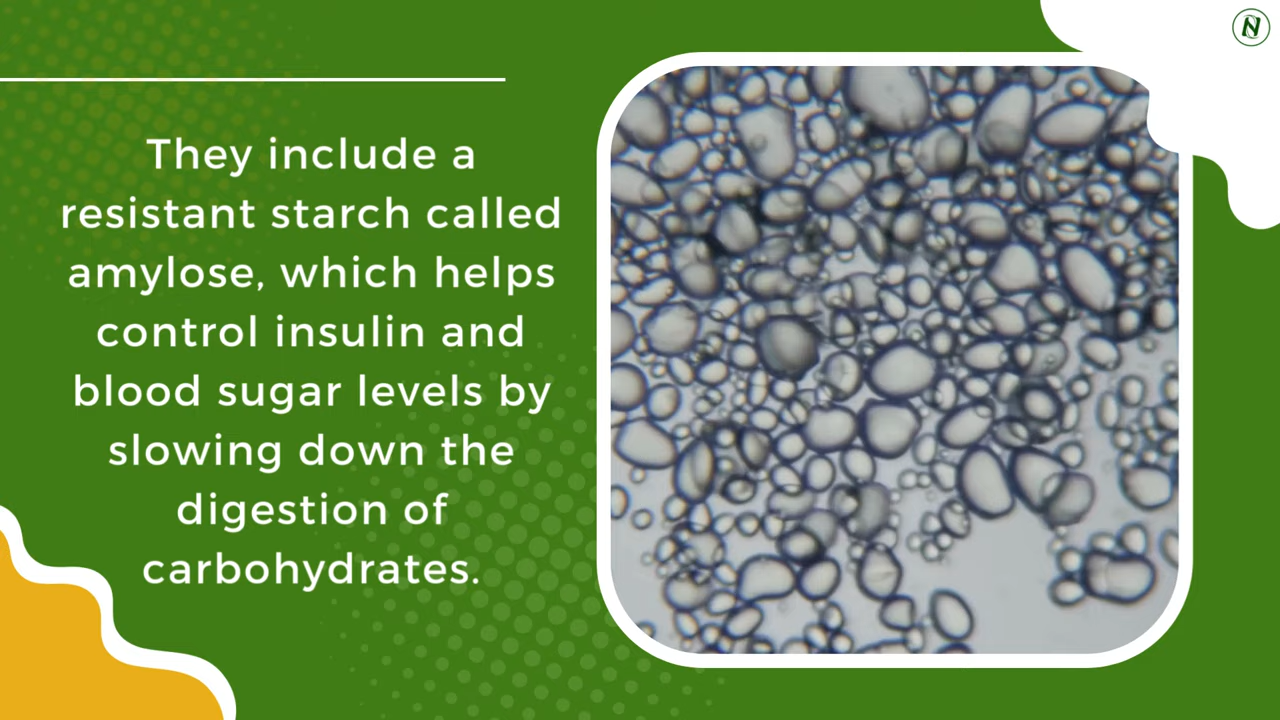 They include a
resistant starch called
amylose, which helps
control insulin and
blood sugar levels by
slowing down the
digestion of
carbohydrates.
N